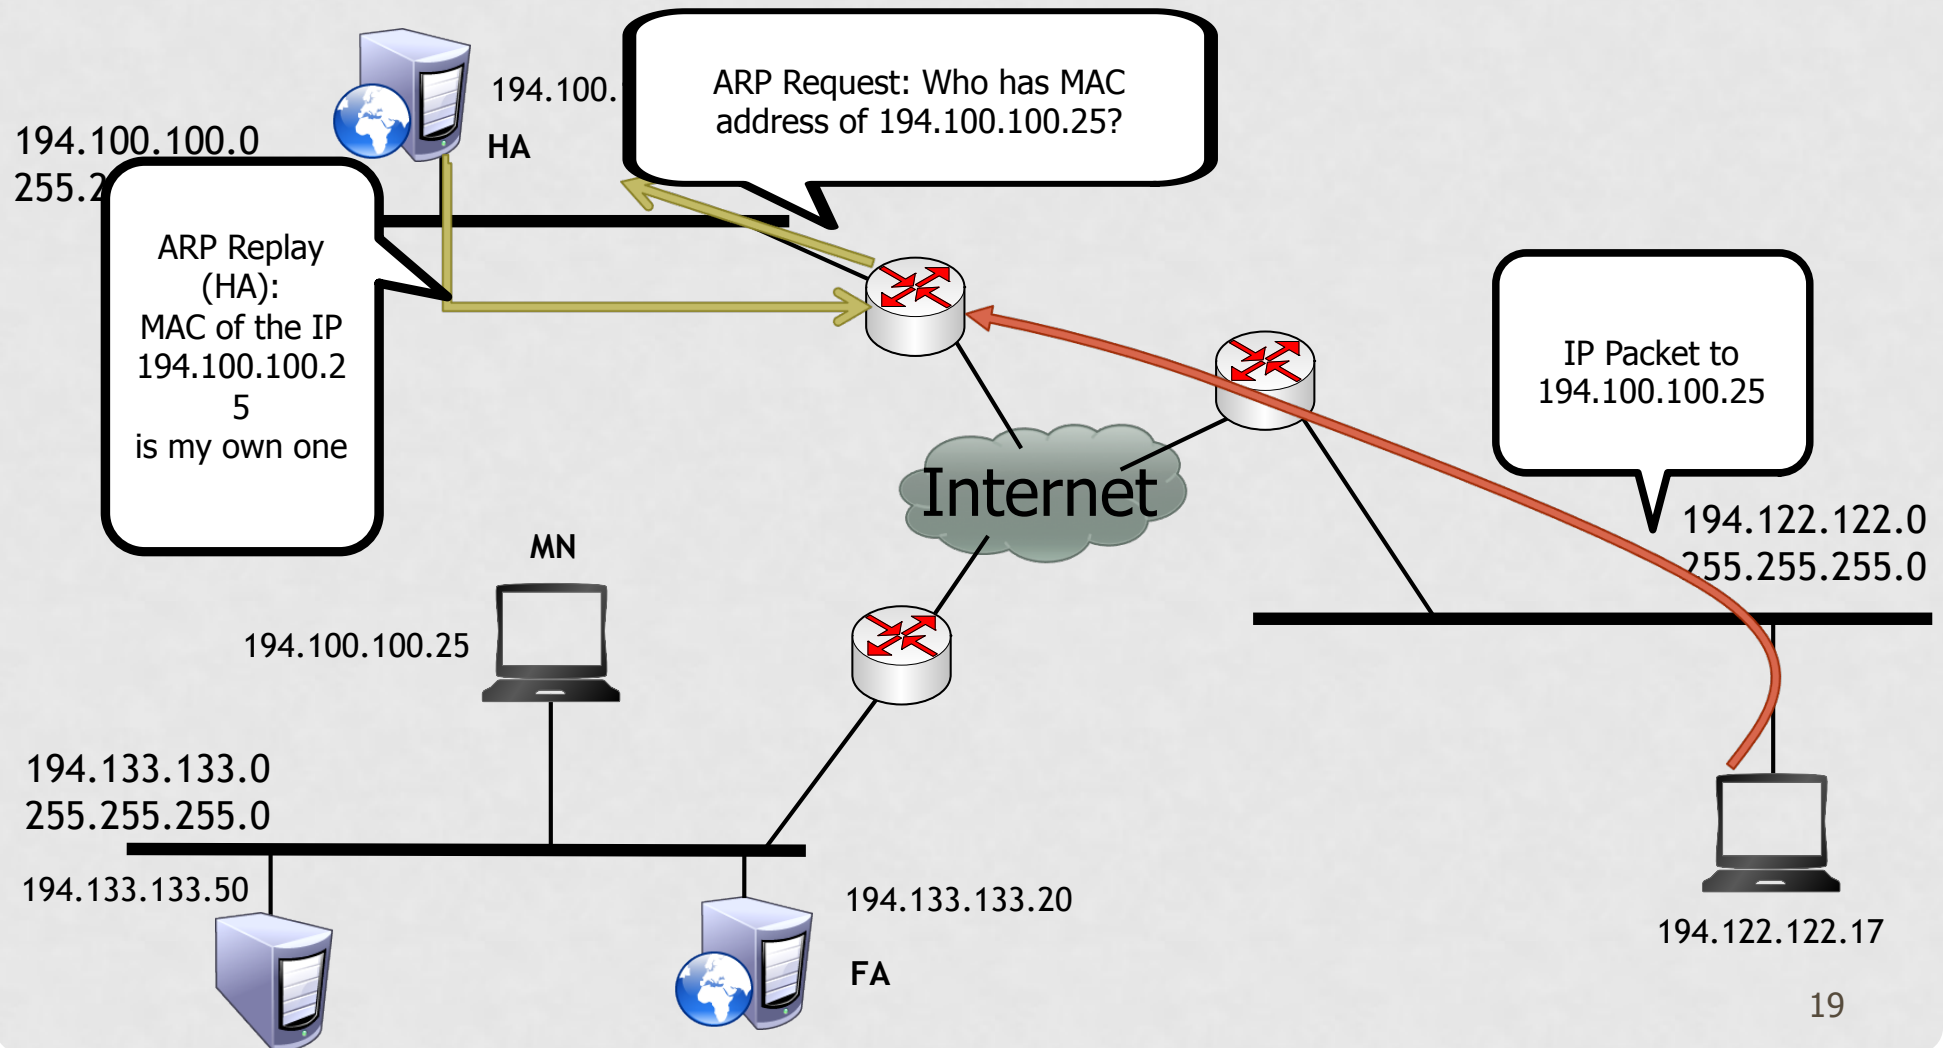 194.100.
HA
194.100.100.0
255.2
ARP Request: Who has MAC
address of 194.100.100.25?
ARP Replay
(HA):
MAC of the IP
194.100.100.2
5
is my own one
IP Packet to
194.100.100.25
Internet
194.122.122.0
255.255.255.0
MN
194.100.100.25
194.133.133.0
255.255.255.0
194.133.133.50
194.133.133.20
FA
194.122.122.17
19